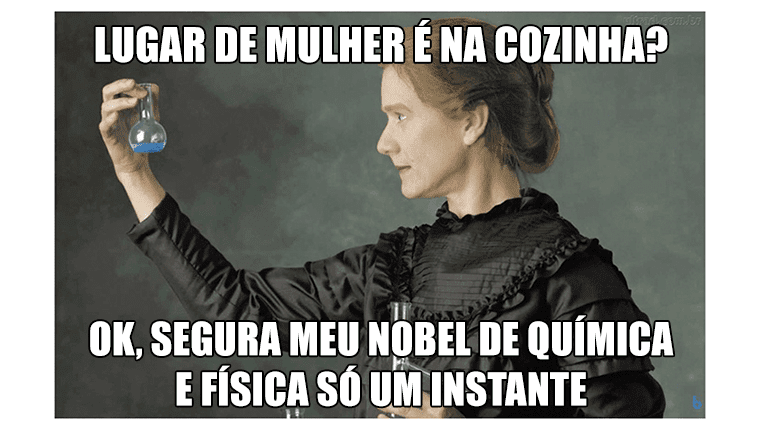 LUGAR DE MULHER É NA COZINHA?
OK, SEGURA MEU NOBEL DE QUÍMICA
E FÍSICA SÓ UM INSTANTE